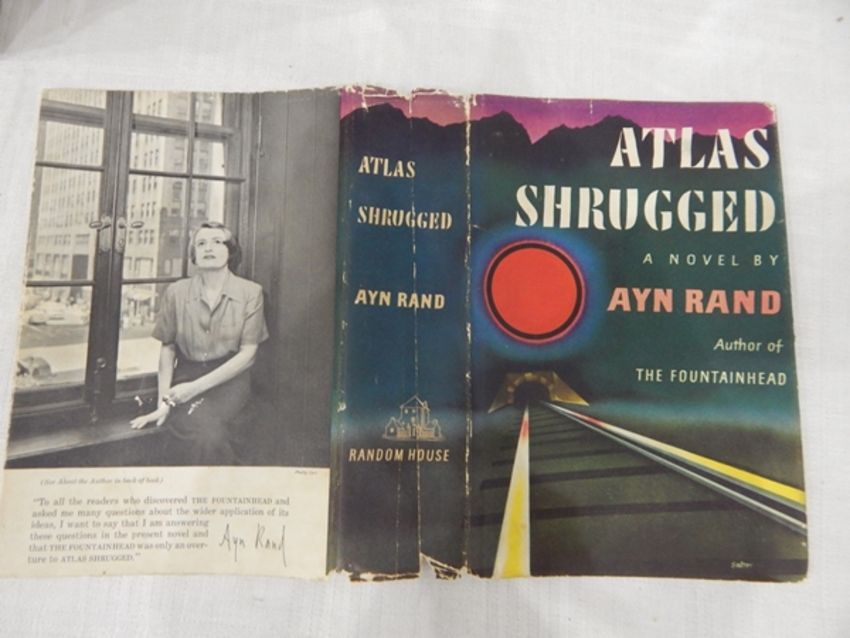 (See About the Author in back of book)
"To all the readers who discovered THE FOUNTAINHEAD and
asked me many questions about the wider application of its
ideas, I want to say that I am answering
these questions in the present novel and
that THE FOUNTAINHEAD was only an over-
ture to ATLAS SHRUGGED."
Ayn Rand
ATLAS
SHRUGGED
AYN RAND
RANDOM HOUSE
ATLAS
SHRUGGED
A NOVEL BY
AYN RAND
Author of
THE FOUNTAINHEAD